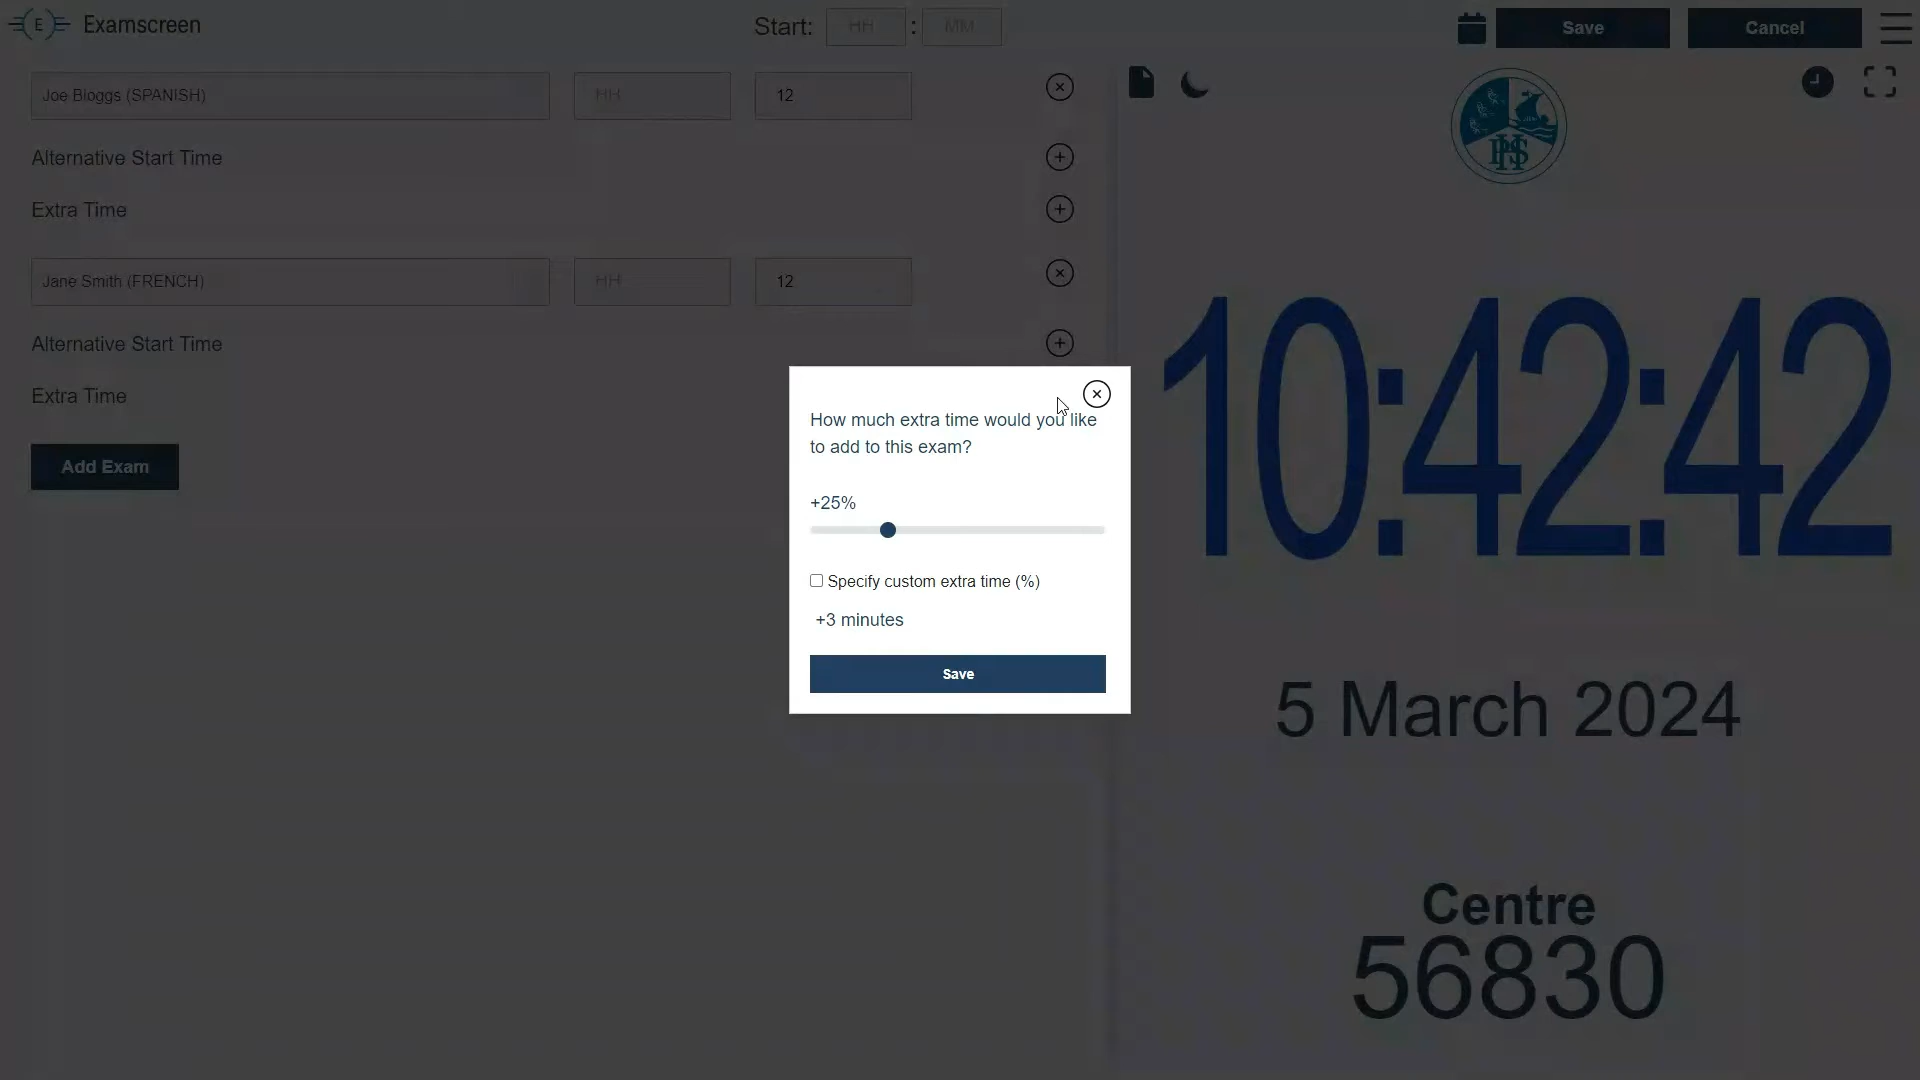 E Examscreen
Start: HH : MM
Save
Cancel
Joe Bloggs (SPANISH)
HH
12
Alternative Start Time
Extra Time
Jane Smith (FRENCH)
HH
12
Alternative Start Time
Extra Time
Add Exam
How much extra time would you like
to add to this exam?
+25%
Specify custom extra time (%)
+3 minutes
Save
PHS
10:42:42
5 March 2024
Centre
56830